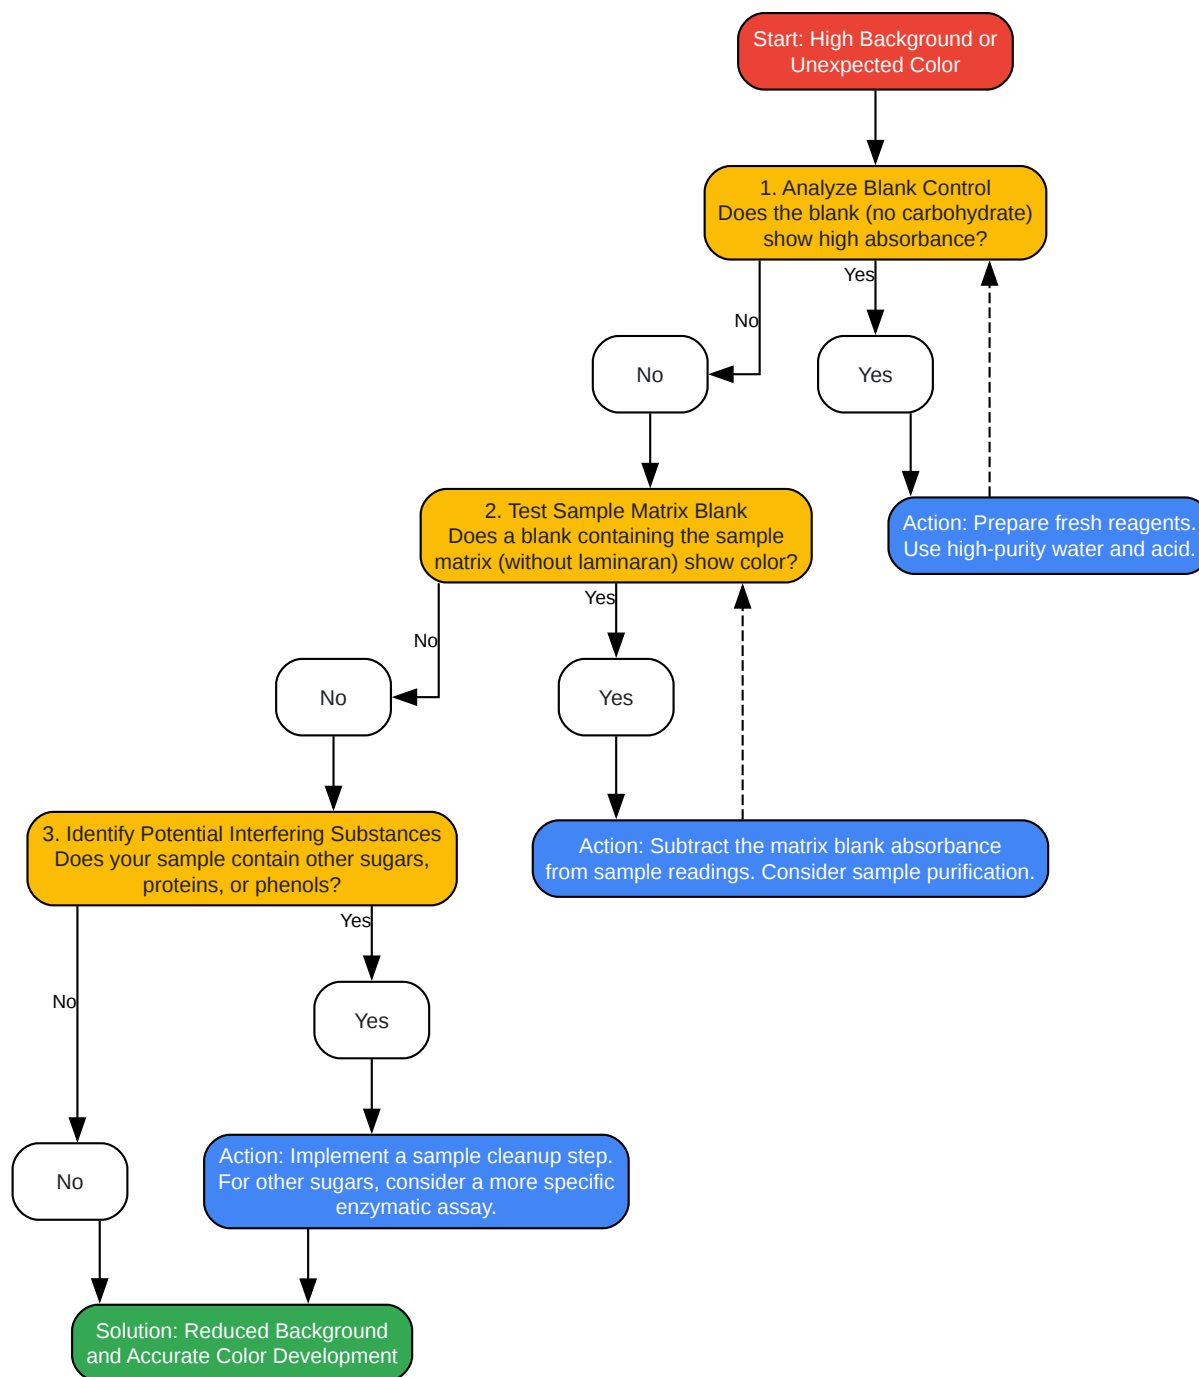 Start: High Background or
Unexpected Color
1. Analyze Blank Control
Does the blank (no carbohydrate)
show high absorbance?
Yes
No
No
Yes
2. Test Sample Matrix Blank
Does a blank containing the sample
matrix (without laminaran) show color?
Action: Prepare fresh reagents.
Use high-purity water and acid.
Yes
No
No
Yes
3. Identify Potential Interfering Substances
Does your sample contain other sugars,
proteins, or phenols?
Action: Subtract the matrix blank absorbance
from sample readings. Consider sample purification.
Yes
No
Yes
No
Action: Implement a sample cleanup step.
For other sugars, consider a more specific
enzymatic assay.
Solution: Reduced Background
and Accurate Color Development